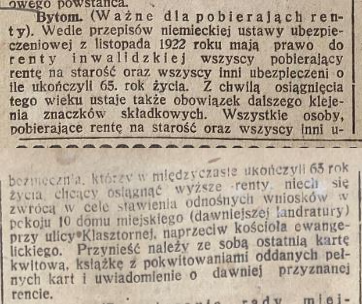 owego powstańca.
Bytom. (Ważne dla pobierających ren-
ty). Wedle przepisów niemieckiej ustawy ubezpie-
czeniowej z listopada 1922 roku mają prawo do
renty inwalidzkiej wszyscy pobierający
rentę na starość oraz wszyscy inni ubezpieczeni o
ile ukończyli 65. rok życia. Z chwilą osiągnięcia
tego wieku ustaje także obowiązek dalszego kleje-
nia znaczków składkowych. Wszystkie osoby,
pobierające rentę na starość oraz wszyscy inni u-
bezpieczenia, którzy w międzyczasie ukończyli 65 rok
życia, chcący osiągnąć wyższe renty, niech się
zwrócą w celu stawienia odnośnych wniosków w
pokoju 10 domu miejskiego (dawniejszej landratury)
przy ulicy Klasztornej, naprzeciw kościoła ewange-
lickiego. Przynieść należy ze sobą ostatnią kartę
kwitową, książkę z pokwitowaniami oddanych peł-
nych kart i uwiadomienie o dawniej przyznanej
rencie.